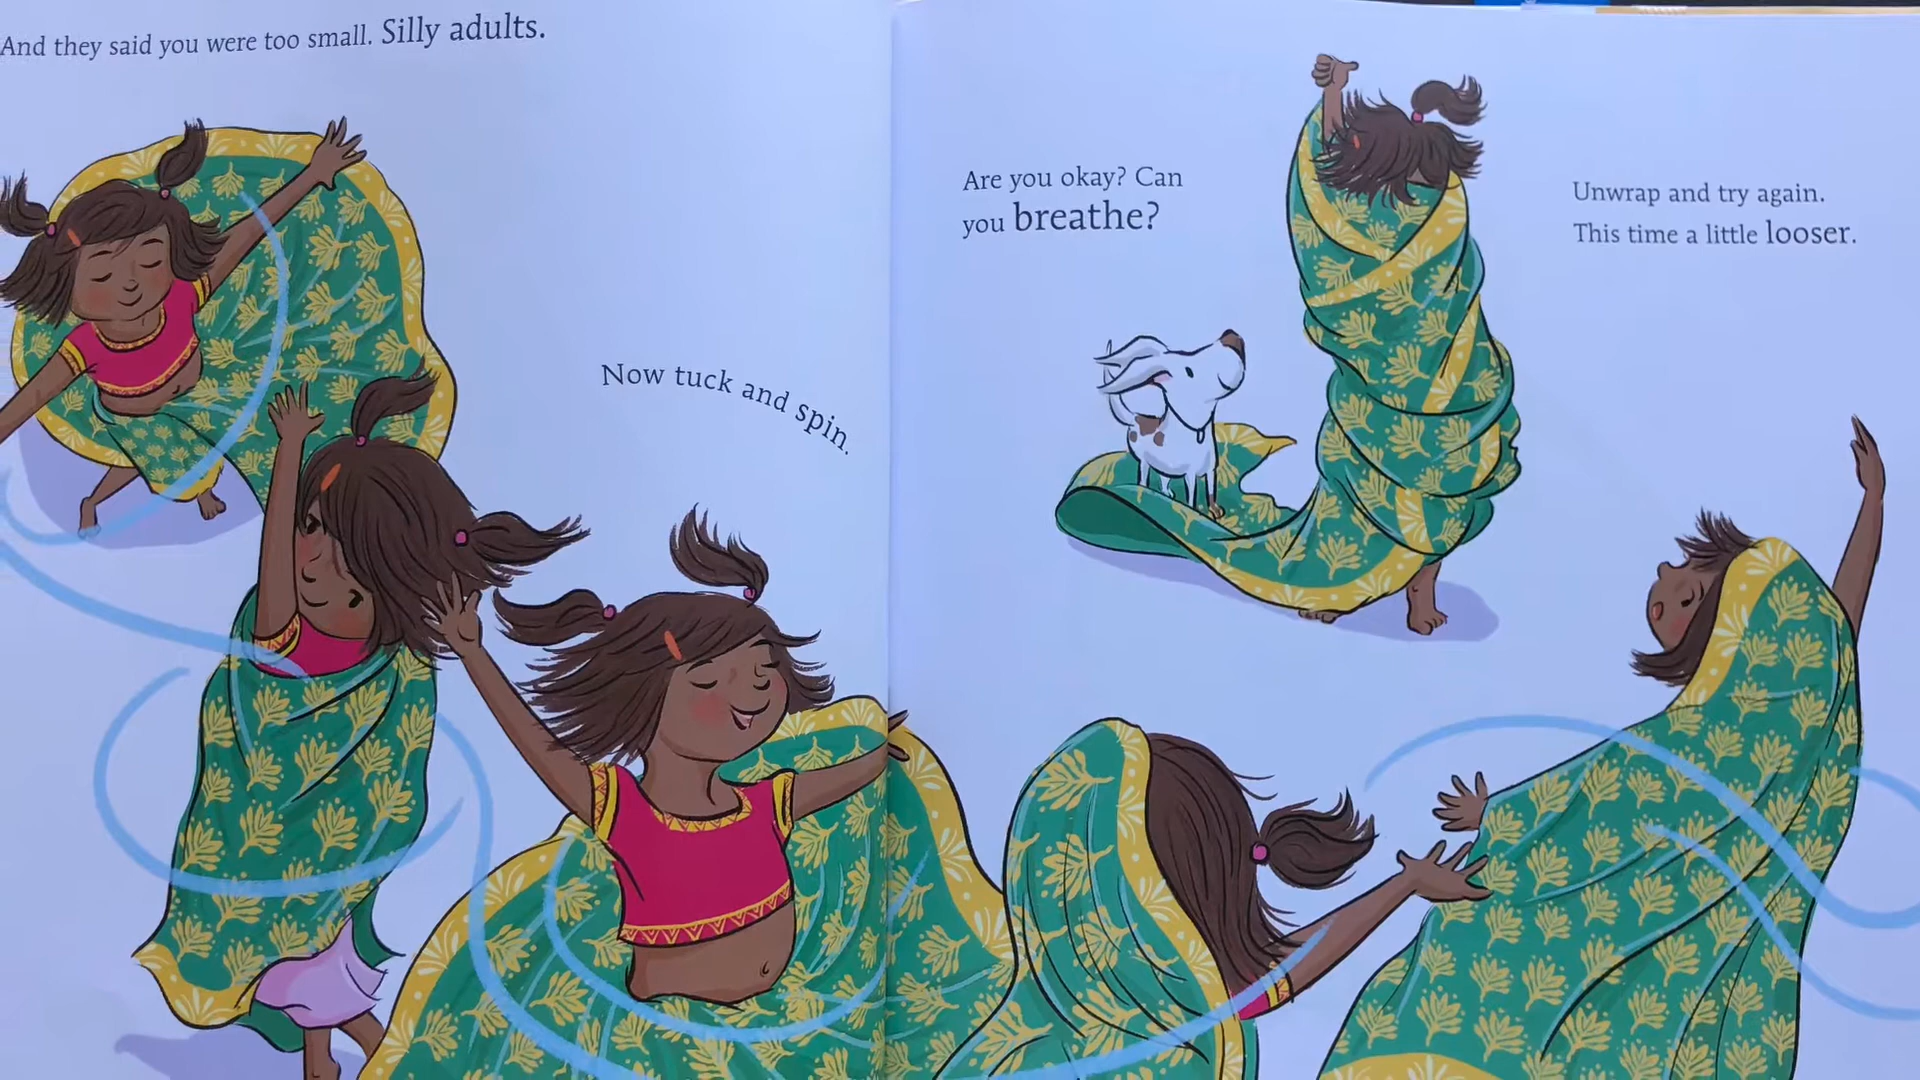 And they said you were too small. Silly adults.
Now tuck and spin.
Are you okay? Can
you breathe?
Unwrap and try again.
This time a little looser.